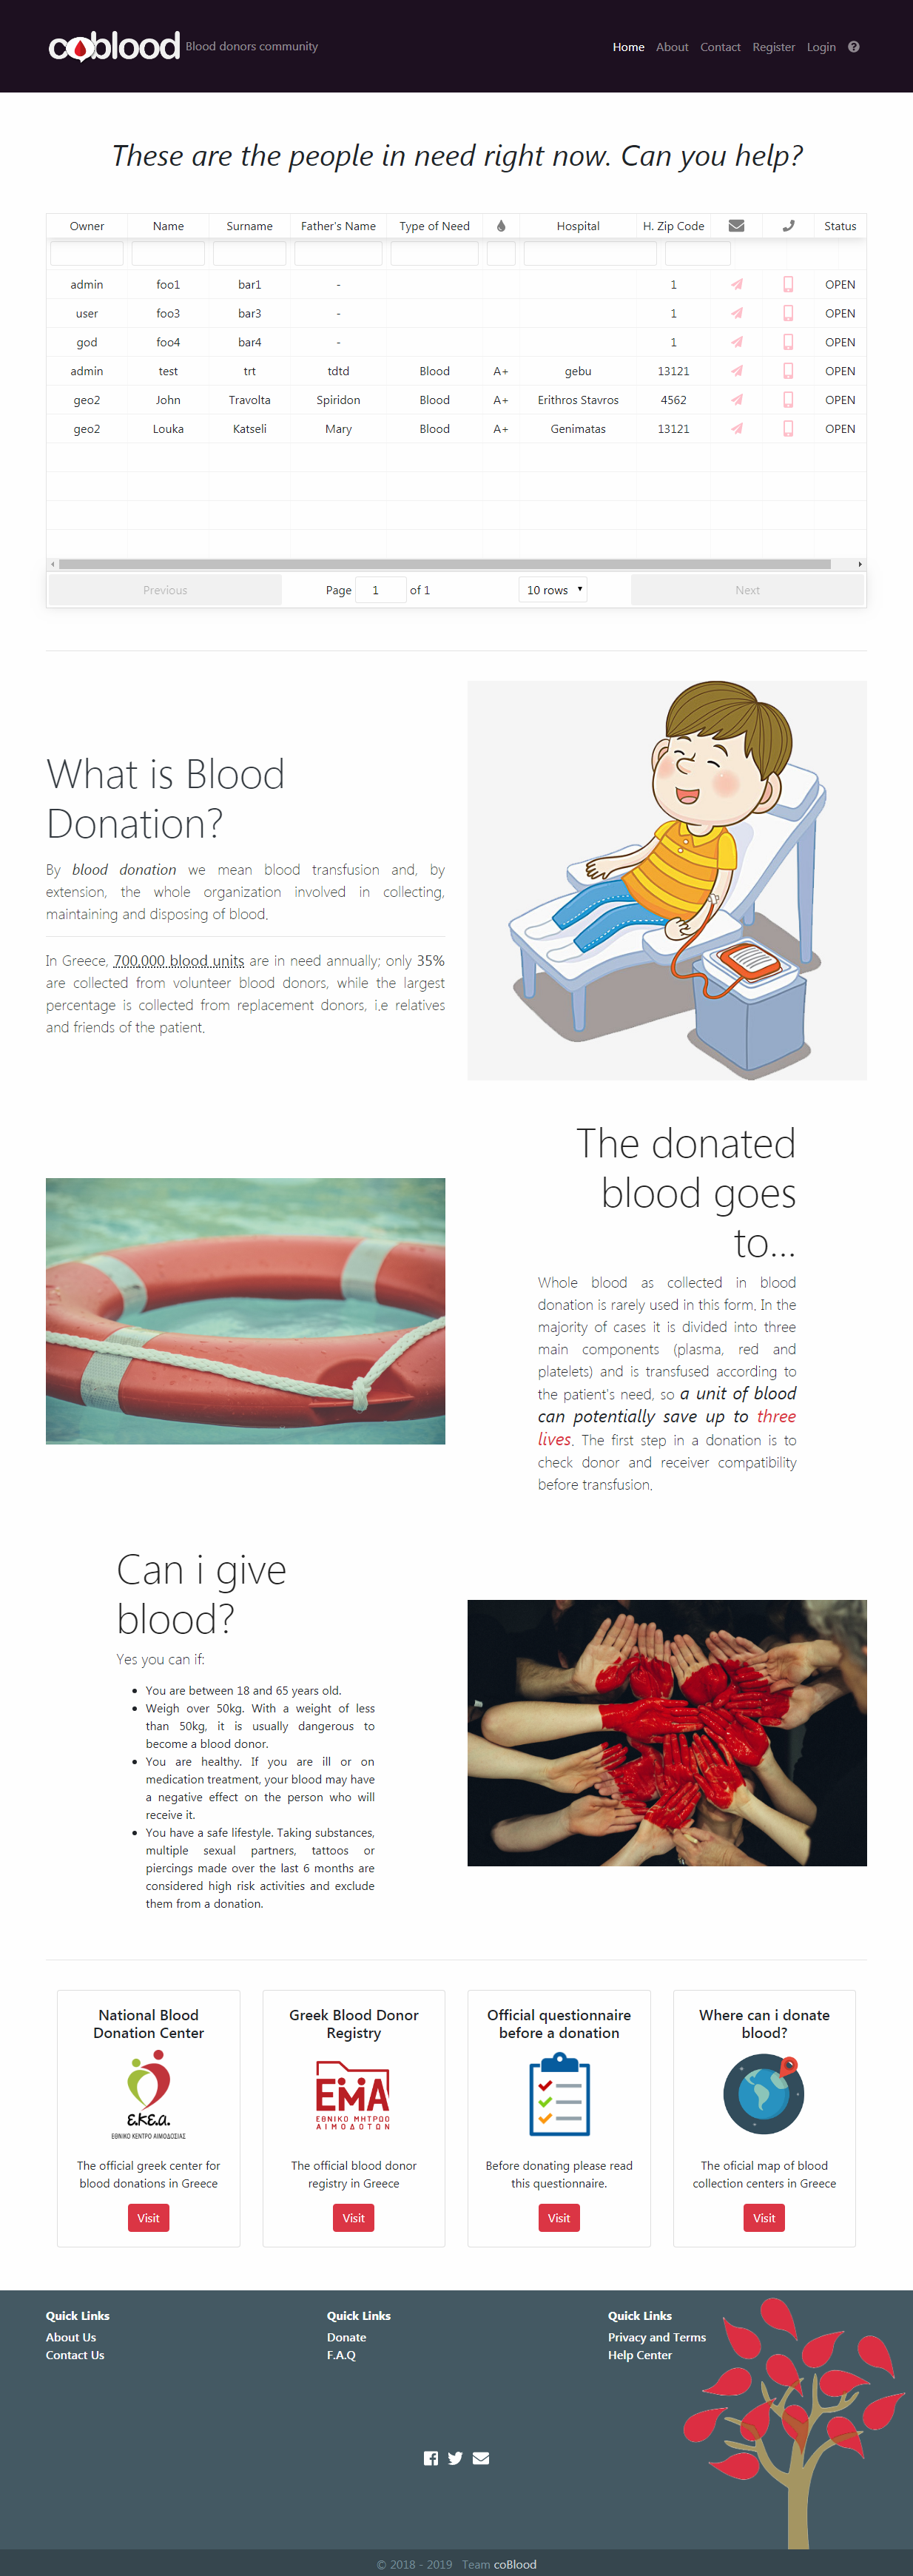 coblood Blood donors community Home About Contact Register Login
These are the people in need right now. Can you help?
Owner Name Surname Father's Name Type of Need Hospital H. Zip Code Status
admin foo1 bar1 - 1 OPEN
user foo3 bar3 - 1 OPEN
god foo4 bar4 - 1 OPEN
admin test trt tdtd Blood A+ gebu 13121 OPEN
geo2 John Travolta Spiridon Blood A+ Erithros Stavros 4562 OPEN
geo2 Louka Katseli Mary Blood A+ Genimatas 13121 OPEN
Previous Page 1 of 1 10 rows Next
What is Blood
Donation?
By blood donation we mean blood transfusion and, by
extension, the whole organization involved in collecting,
maintaining and disposing of blood.
In Greece, 700,000 blood units are in need annually; only 35%
are collected from volunteer blood donors, while the largest
percentage is collected from replacement donors, i.e relatives
and friends of the patient.
The donated
blood goes
to...
Whole blood as collected in blood
donation is rarely used in this form. In the
majority of cases it is divided into three
main components (plasma, red and
platelets) and is transfused according to
the patient's need, so a unit of blood
can potentially save up to three
lives. The first step in a donation is to
check donor and receiver compatibility
before transfusion.
Can i give
blood?
Yes you can if:
• You are between 18 and 65 years old.
• Weigh over 50kg. With a weight of less
than 50kg, it is usually dangerous to
become a blood donor.
• You are healthy. If you are ill or on
medication treatment, your blood may have
a negative effect on the person who will
receive it.
• You have a safe lifestyle. Taking substances,
multiple sexual partners, tattoos or
piercings made over the last 6 months are
considered high risk activities and exclude
them from a donation.
National Blood
Donation Center
ε.κε.α.
ΕΘΝΙΚΟ ΚΕΝΤΡΟ ΑΙΜΟΔΟΣΙΑΣ
The official greek center for
blood donations in Greece
Visit
Greek Blood Donor
Registry
ΕΜΑ
ΕΘΝΙΚΟ ΜΗΤΡΩΟ
ΑΙΜΟΔΟΤΩΝ
The official blood donor
registry in Greece
Visit
Official questionnaire
before a donation
Before donating please read
this questionnaire.
Visit
Where can i donate
blood?
The oficial map of blood
collection centers in Greece
Visit
Quick Links
About Us
Contact Us
Quick Links
Donate
F.A.Q
Quick Links
Privacy and Terms
Help Center
© 2018 - 2019 Team coBlood